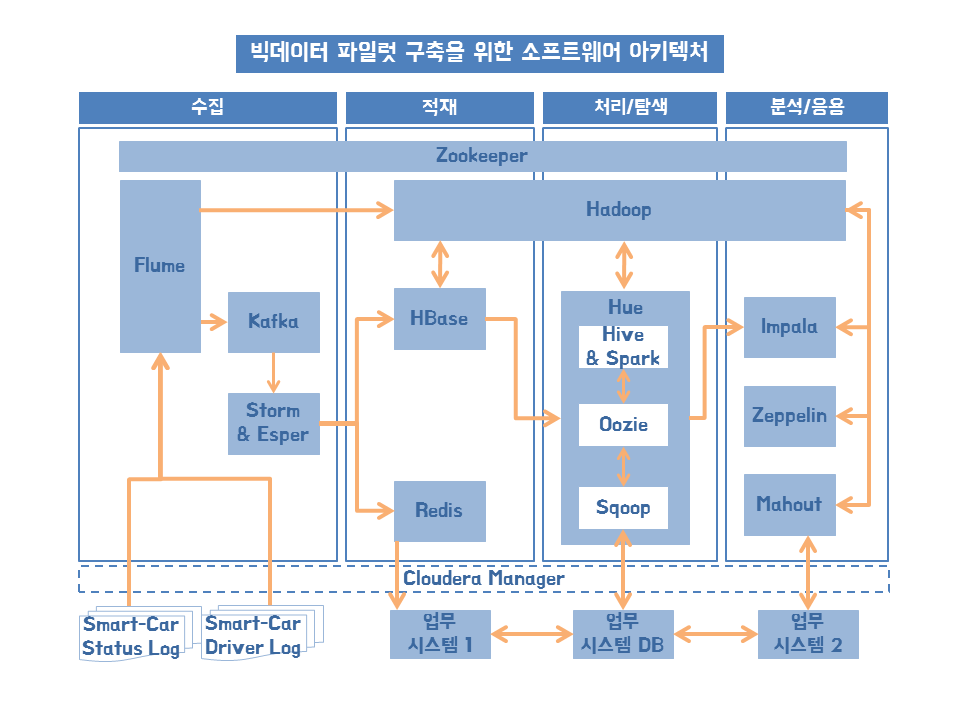 빅데이터 파일럿 구축을 위한 소프트웨어 아키텍처
수집
적재
처리/탐색
분석/응용
Zookeeper
Flume
Hadoop
Kafka
HBase
Hue
Hive
& Spark
Impala
Storm
& Esper
Oozie
Zeppelin
Redis
Sqoop
Mahout
Cloudera Manager
Smart-Car
Status Log
Smart-Car
Driver Log
업무
시스템 1
업무
시스템 DB
업무
시스템 2